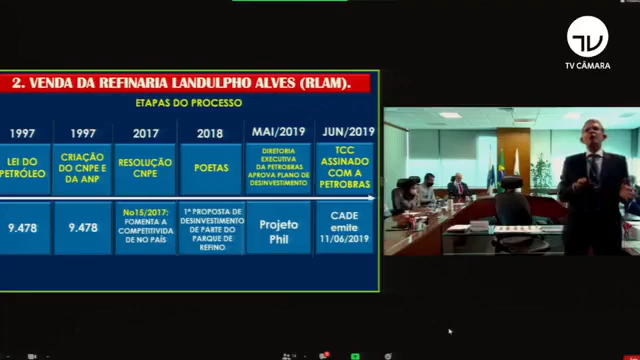 TV CÂMARA
2. VENDA DA REFINARIA LANDULPHO ALVES (RLAM).
ETAPAS DO PROCESSO
1997 1997 2017 2018 MAI/2019 JUN/2019
LEI DO
PETRÓLEO
CRIAÇÃO
DO CNPE E
DA ANP
RESOLUÇÃO
CNPE
POETAS
DIRETORIA
EXECUTIVA
DA PETROBRAS
APROVA PLANO DE
DESINVESTIMENTO
TCC
ASSINADO
COM A
PETROBRAS
9.478
9.478
No15/2017:
FOMENTA A
COMPETITIVIDA
DE NO PAÍS
1ª PROPOSTA DE
DESINVESTIMENTO
DE PARTE DO
PARQUE DE
REFINO
Projeto
Phil
CADE
emite
11/06/2019